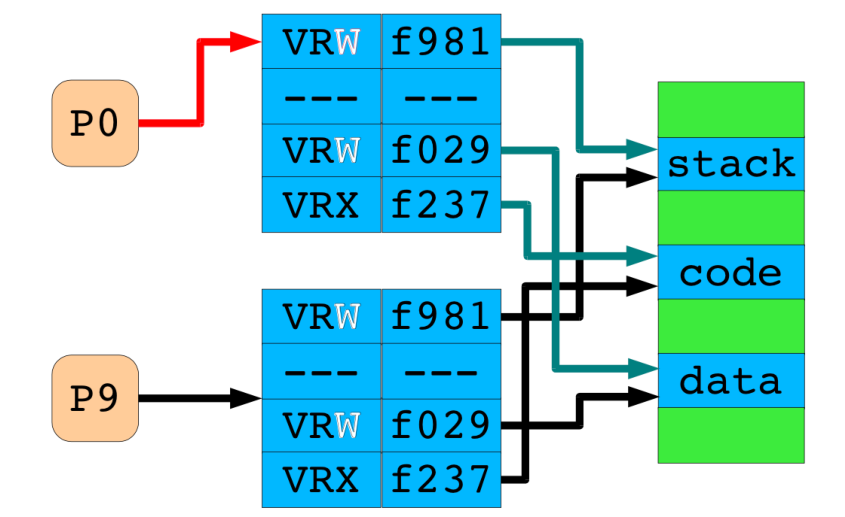 P0
VRW f981
--- ---
VRW f029
VRX f237
P9
VRW f981
--- ---
VRW f029
VRX f237
stack
code
data